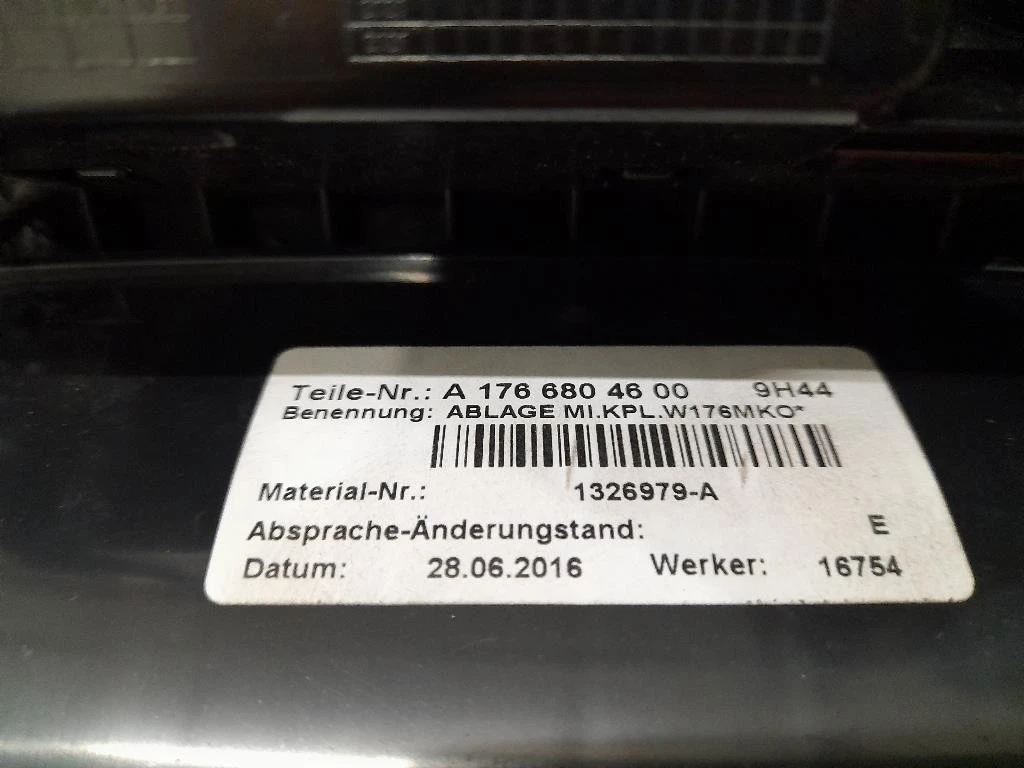 Teile-Nr.: A 176 680 46 00 9H44
Benennung: ABLAGE MI.KPL.W176MKO*
Material-Nr.: 1326979-A
Absprache-Änderungstand: E
Datum: 28.06.2016 Werker: 16754